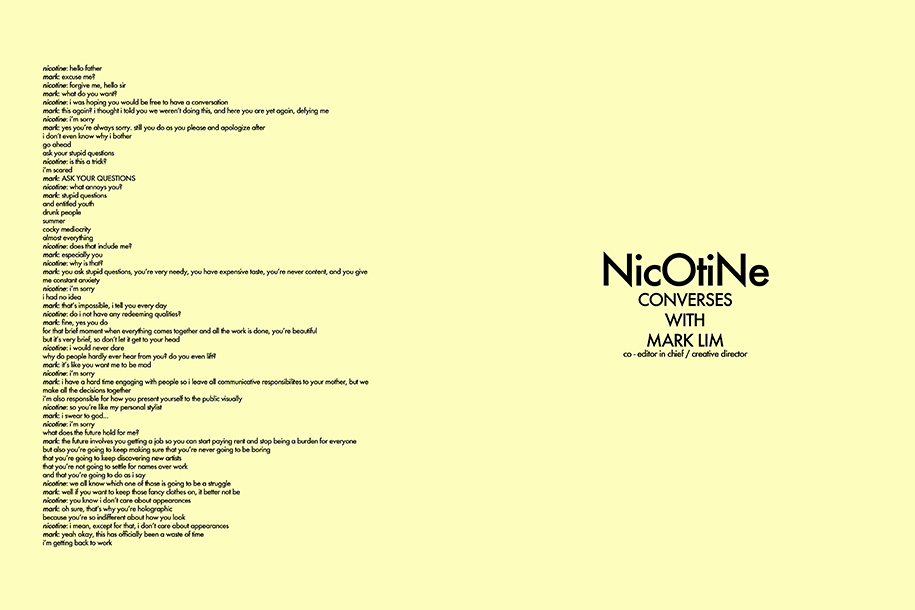 nicotine: hello father
mark: excuse me?
nicotine: forgive me, hello sir
mark: what do you want?
nicotine: i was hoping you would be free to have a conversation
mark: this again? i thought i told you we weren't doing this, and here you are yet again, defying me
nicotine: i'm sorry
mark: yes you're always sorry. still you do as you please and apologize after
i don't even know why i bother
go ahead
ask your stupid questions
nicotine: is this a trick?
i'm scared
mark: ASK YOUR QUESTIONS
nicotine: what annoys you?
mark: stupid questions
and entitled youth
drunk people
summer
cocky mediocrity
almost everything
nicotine: does that include me?
mark: especially you
nicotine: why is that?
mark: you ask stupid questions, you're very needy, you have expensive taste, you're never content, and you give
me constant anxiety
nicotine: i'm sorry
i had no idea
mark: that's impossible, i tell you every day
nicotine: do i not have any redeeming qualities?
mark: fine, yes you do
for that brief moment when everything comes together and all the work is done, you're beautiful
but it's very brief, so don't let it get to your head
nicotine: i would never dare
why do people hardly ever hear from you? do you even lift?
mark: it's like you want me to be mad
nicotine: i'm sorry
mark: i have a hard time engaging with people so i leave all communicative responsibilites to your mother, but we
make all the decisions together
i'm also responsible for how you present yourself to the public visually
nicotine: so you're like my personal stylist
mark: i swear to god...
nicotine: i'm sorry
what does the future hold for me?
mark: the future involves you getting a job so you can start paying rent and stop being a burden for everyone
but also you're going to keep making sure that you're never going to be boring
that you're going to keep discovering new artists
that you're not going to settle for names over work
and that you're going to do as i say
nicotine: we all know which one of those is going to be a struggle
mark: well if you want to keep those fancy clothes on, it better not be
nicotine: you know i don't care about appearances
mark: oh sure, that's why you're holographic
because you're so indifferent about how you look
nicotine: i mean, except for that, i don't care about appearances
mark: yeah okay, this has officially been a waste of time
i'm getting back to work
NicOtiNe
CONVERSES
WITH
MARK LIM
co - editor in chief / creative director